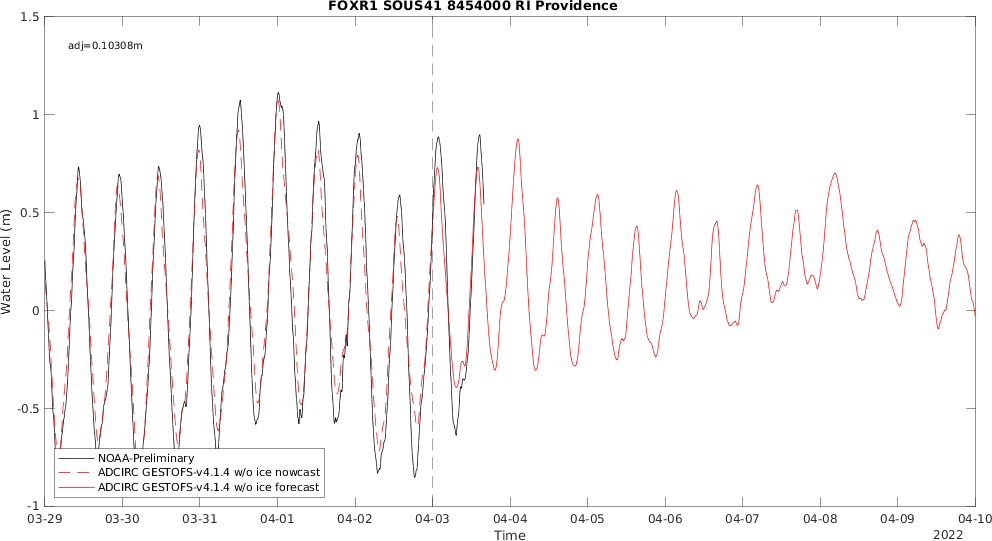 FOXR1 SOUS41 8454000 RI Providence
adj=0.10308m
Water Level (m)
1.5
1
0.5
0
-0.5
-1
NOAA-Preliminary
ADCIRC GESTOFS-v4.1.4 w/o ice nowcast
ADCIRC GESTOFS-v4.1.4 w/o ice forecast
03-29 03-30 03-31 04-01 04-02 04-03 04-04 04-05 04-06 04-07 04-08 04-09 04-10
Time
2022